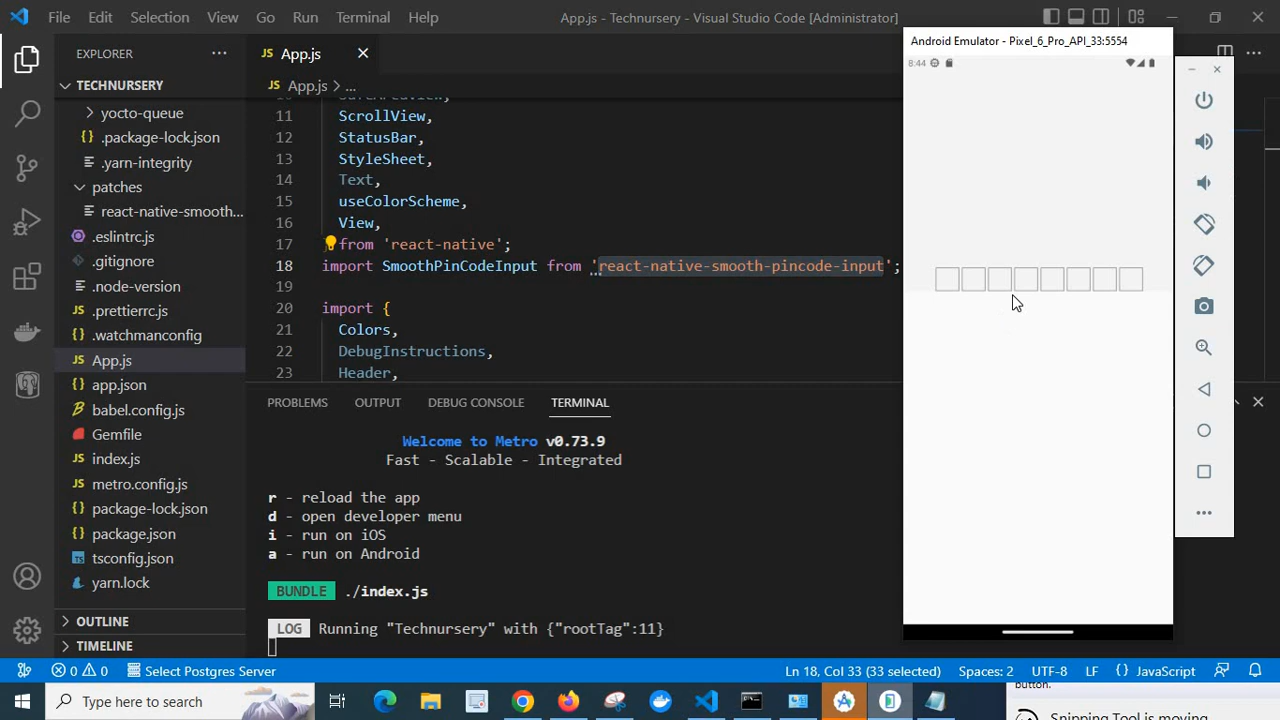 File Edit Selection View Go Run Terminal Help
App.js - Technursery - Visual Studio Code [Administrator]
EXPLORER
TECHNURSERY
yocto-queue
.package-lock.json
.yarn-integrity
patches
react-native-smooth...
.eslintrc.js
.gitignore
.node-version
.prettierrc.js
.watchmanconfig
App.js
app.json
babel.config.js
Gemfile
index.js
metro.config.js
package-lock.json
package.json
tsconfig.json
yarn.lock
OUTLINE
TIMELINE
JS App.js
JS App.js > ...
11 ScrollView,
12 StatusBar,
13 StyleSheet,
14 Text,
15 useColorScheme,
16 View,
17 from 'react-native';
18 import SmoothPinCodeInput from 'react-native-smooth-pincode-input';
19
20 import {
21 Colors,
22 DebugInstructions,
23 Header,
PROBLEMS OUTPUT DEBUG CONSOLE TERMINAL
Welcome to Metro v0.73.9
Fast - Scalable - Integrated
r - reload the app
d - open developer menu
i - run on iOS
a - run on Android
BUNDLE ./index.js
LOG Running "Technursery" with {"rootTag":11}
Android Emulator - Pixel_6_Pro_API_33:5554
8:44
0 0 Select Postgres Server
Ln 18, Col 33 (33 selected) Spaces: 2 UTF-8 LF {} JavaScript
Type here to search
button.
Snipping Tool is moving